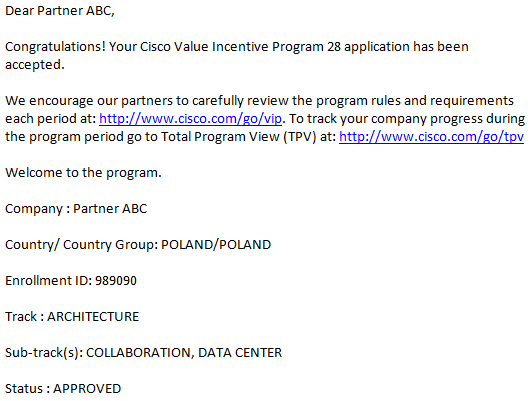 Dear Partner ABC,
Congratulations! Your Cisco Value Incentive Program 28 application has been
accepted.
We encourage our partners to carefully review the program rules and requirements
each period at: http://www.cisco.com/go/vip. To track your company progress during
the program period go to Total Program View (TPV) at: http://www.cisco.com/go/tpv
Welcome to the program.
Company : Partner ABC
Country/ Country Group: POLAND/POLAND
Enrollment ID: 989090
Track : ARCHITECTURE
Sub-track(s): COLLABORATION, DATA CENTER
Status : APPROVED